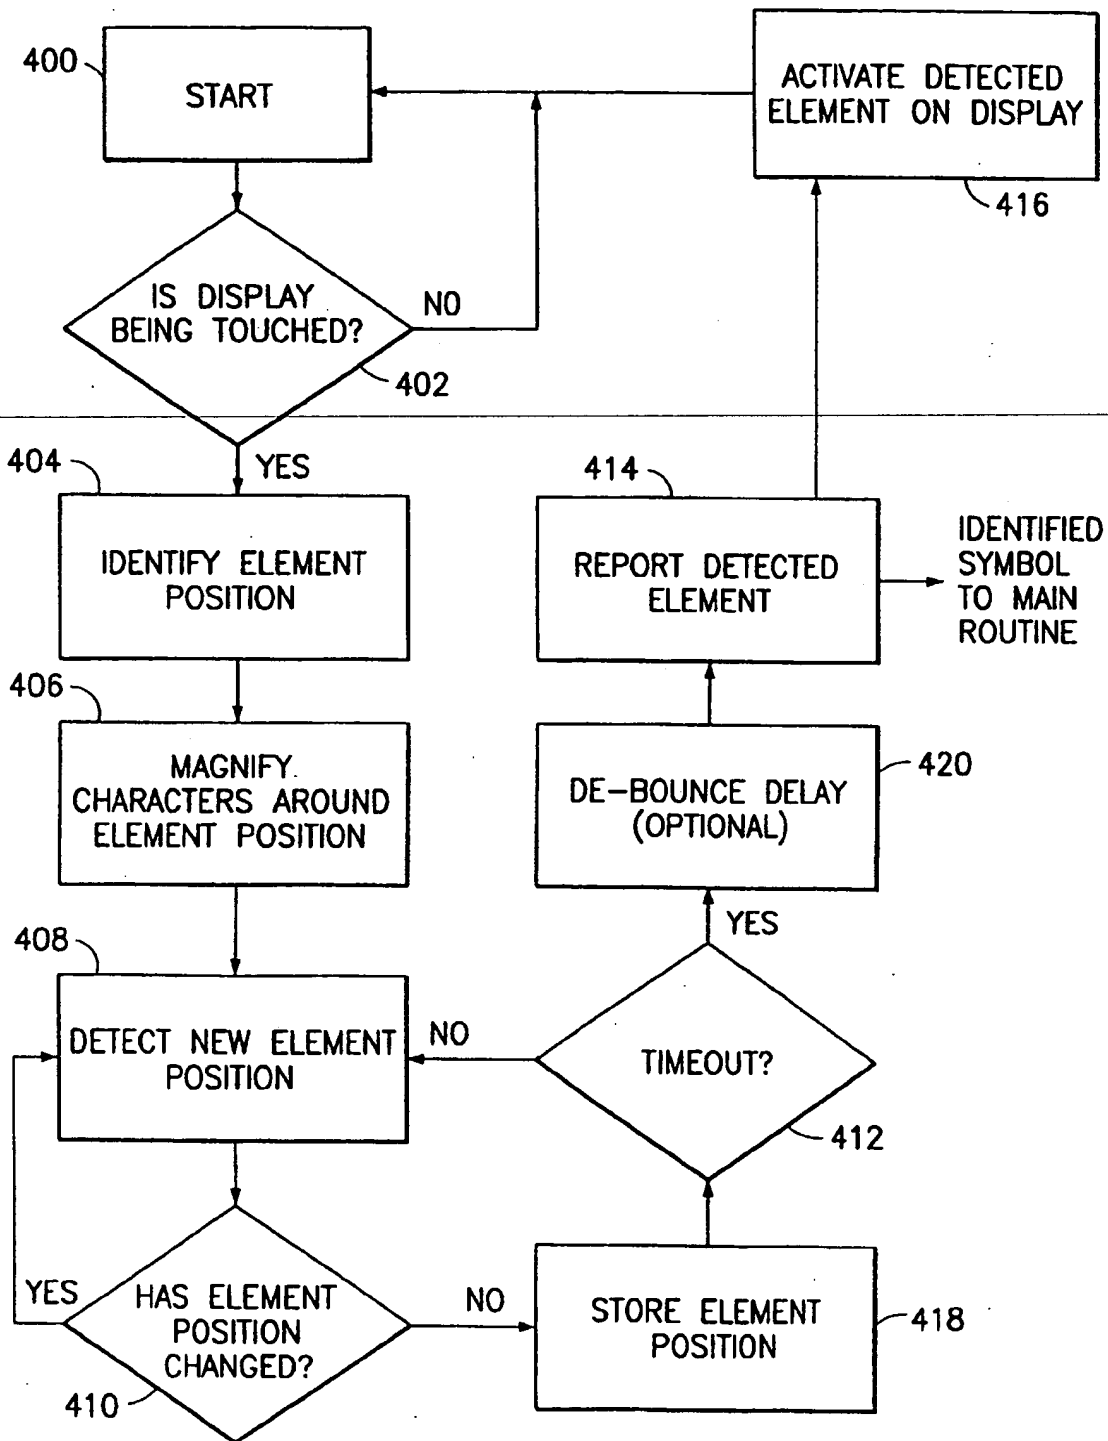 400
START
ACTIVATE DETECTED
ELEMENT ON DISPLAY
416
IS DISPLAY
BEING TOUCHED?
NO
402
YES
404
IDENTIFY ELEMENT
POSITION
414
REPORT DETECTED
ELEMENT
IDENTIFIED
SYMBOL
TO MAIN
ROUTINE
406
MAGNIFY
CHARACTERS AROUND
ELEMENT POSITION
DE-BOUNCE DELAY
(OPTIONAL)
420
YES
408
DETECT NEW ELEMENT
POSITION
NO
TIMEOUT?
412
YES
HAS ELEMENT
POSITION
CHANGED?
410
NO
STORE ELEMENT
POSITION
418